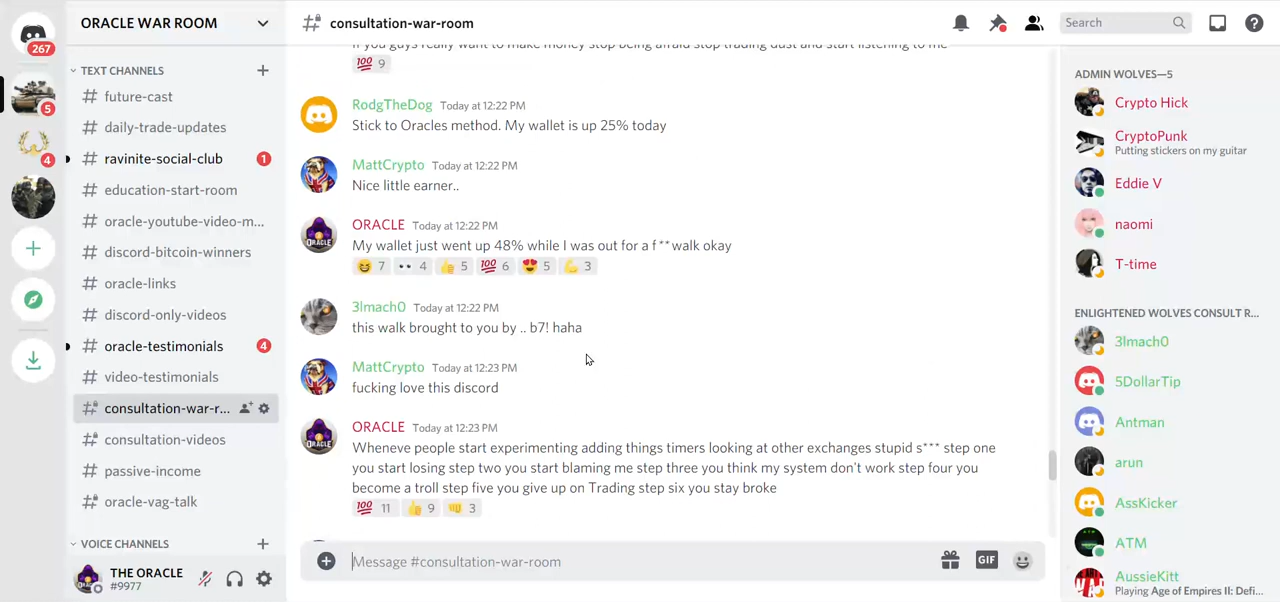 ORACLE WAR ROOM
267
5
4
TEXT CHANNELS
# future-cast
# daily-trade-updates
# ravinite-social-club 1
# education-start-room
# oracle-youtube-video-m...
# discord-bitcoin-winners
# oracle-links
# discord-only-videos
# oracle-testimonials 4
# video-testimonials
# consultation-war-r...
# consultation-videos
# passive-income
# oracle-vag-talk
VOICE CHANNELS
THE ORACLE
#9977
# consultation-war-room
Search
If you guys really want to make money stop being afraid stop trading dust and start listening to me
💯 9
RodgTheDog Today at 12:22 PM
Stick to Oracles method. My wallet is up 25% today
MattCrypto Today at 12:22 PM
Nice little earner..
ORACLE Today at 12:22 PM
My wallet just went up 48% while I was out for a f**walk okay
😆 7 👀 4 👍 5 💯 6 😍 5 💪 3
3lmach0 Today at 12:22 PM
this walk brought to you by .. b7! haha
MattCrypto Today at 12:23 PM
fucking love this discord
ORACLE Today at 12:23 PM
Wheneve people start experimenting adding things timers looking at other exchanges stupid s*** step one
you start losing step two you start blaming me step three you think my system don't work step four you
become a troll step five you give up on Trading step six you stay broke
💯 11 👍 9 👊 3
Message #consultation-war-room
GIF
ADMIN WOLVES—5
Crypto Hick
CryptoPunk
Putting stickers on my guitar
Eddie V
naomi
T-time
ENLIGHTENED WOLVES CONSULT R...
3lmach0
5DollarTip
Antman
arun
AssKicker
ATM
AussieKitt
Playing Age of Empires II: Defi...